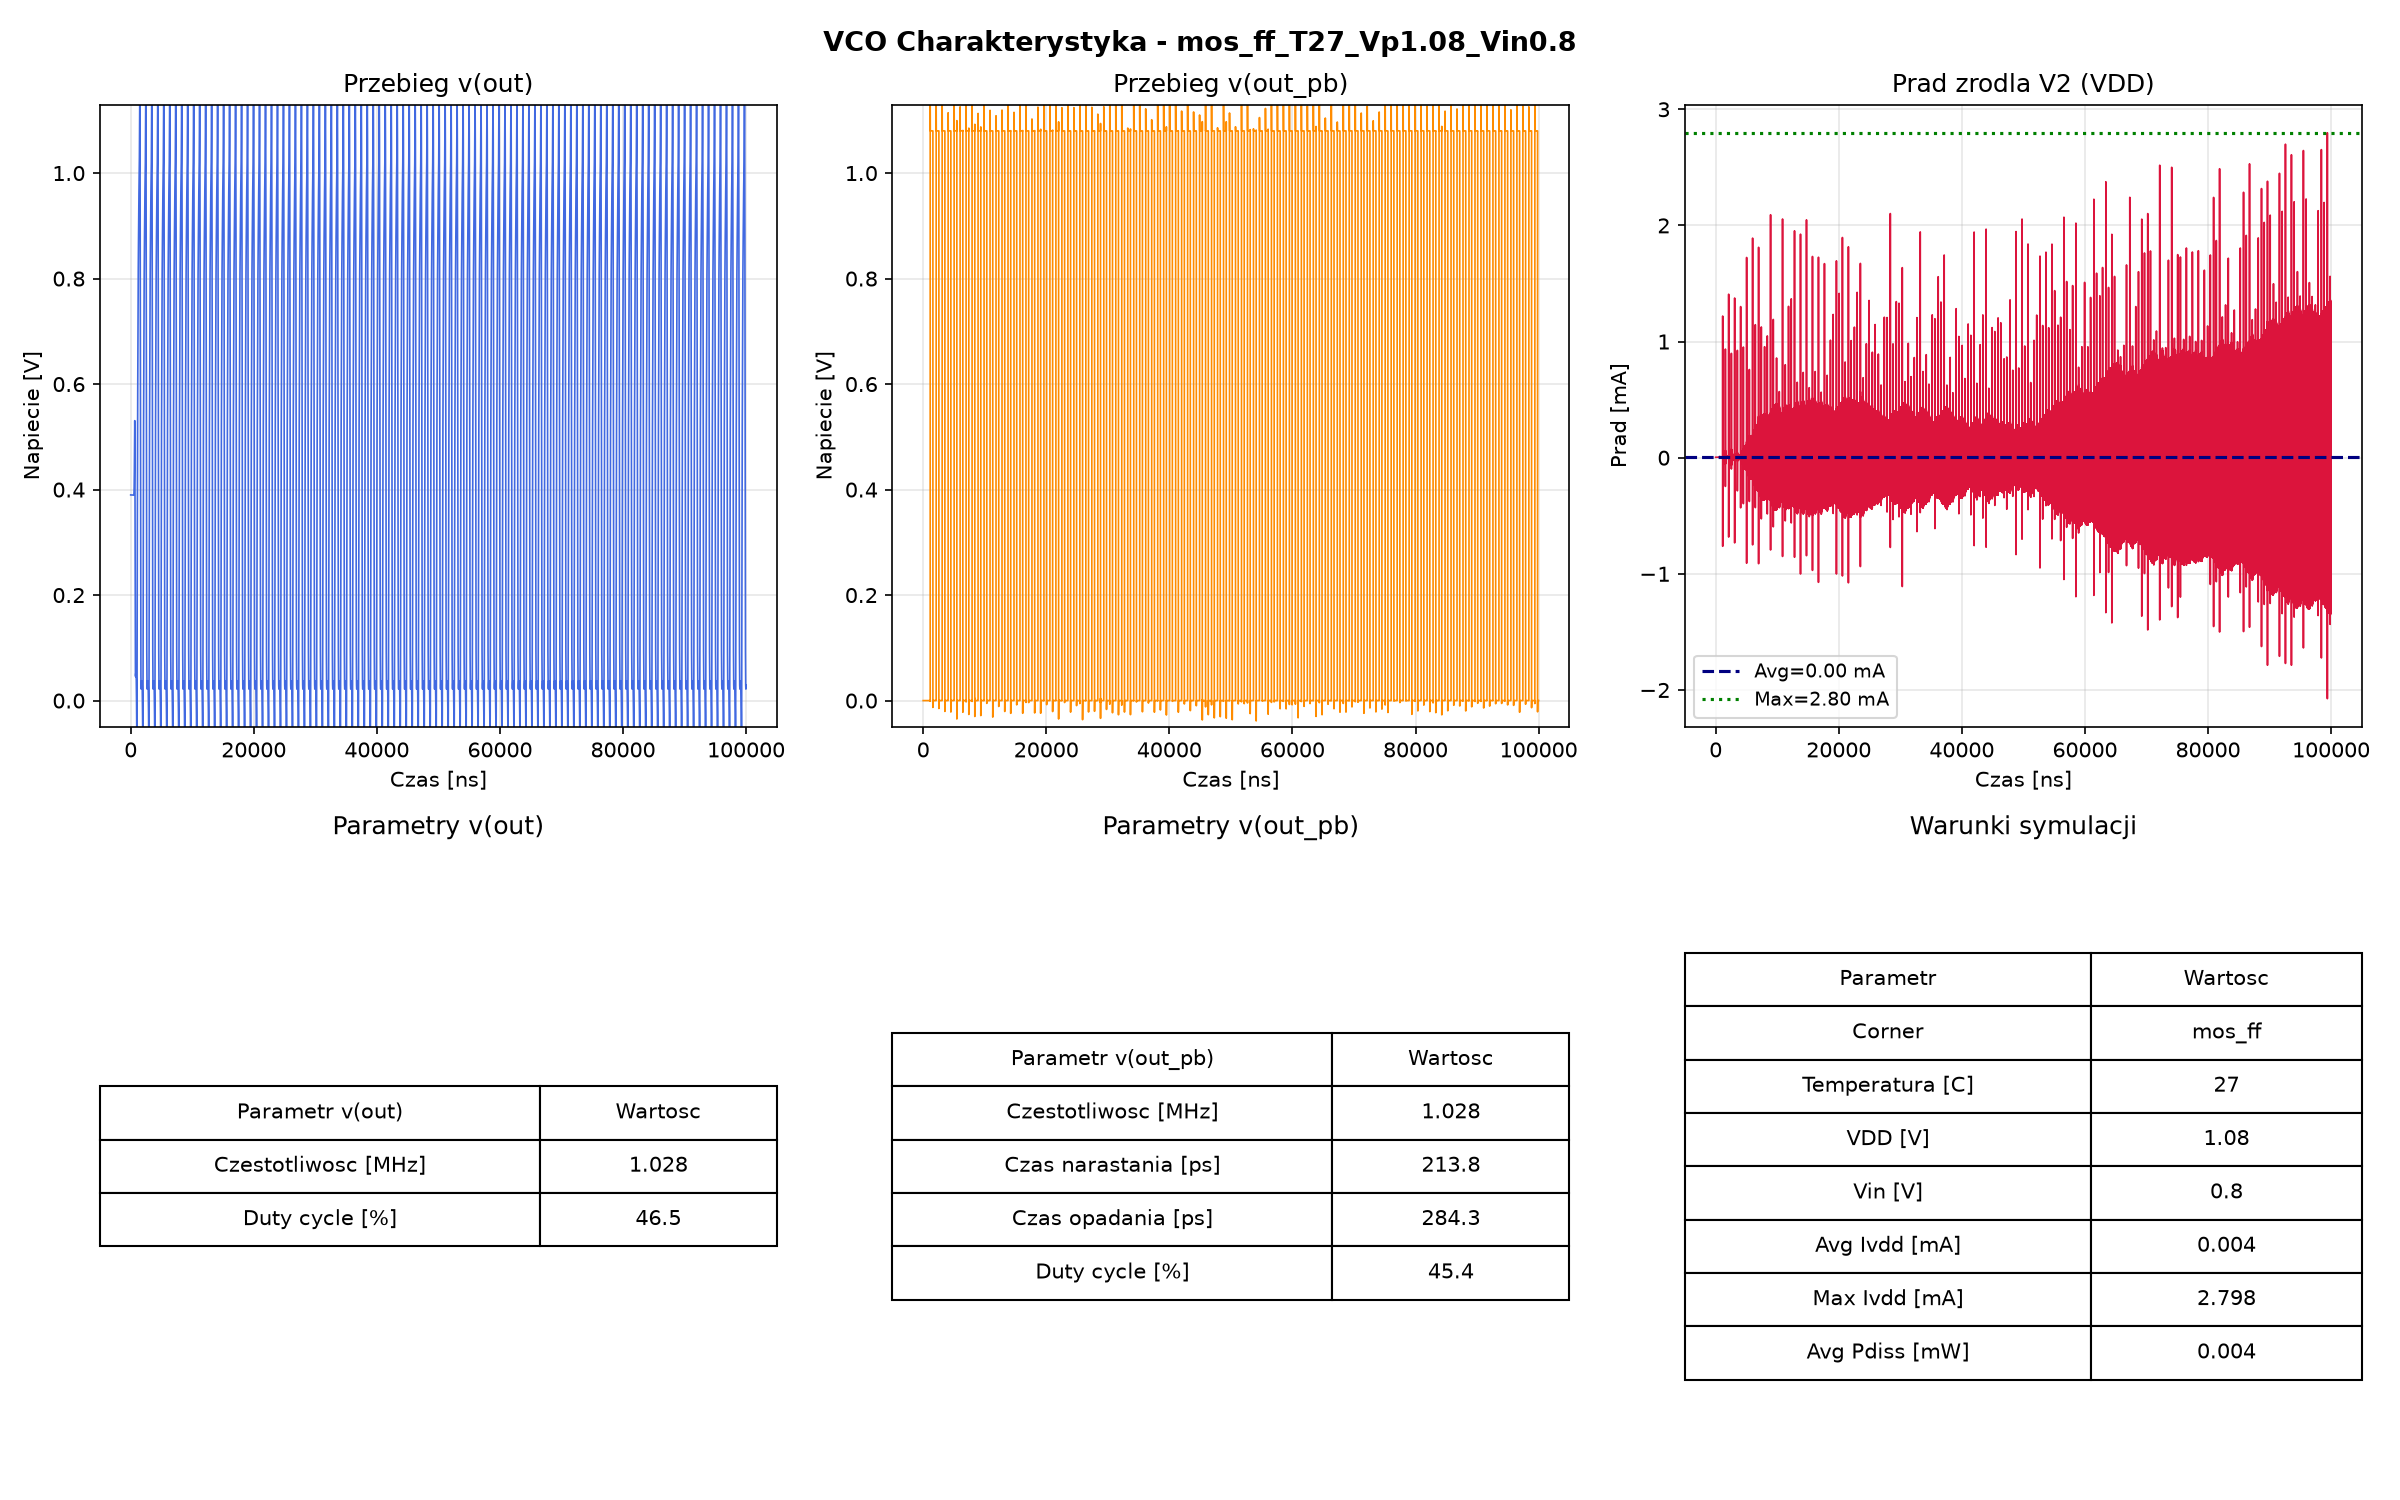 VCO Charakterystyka - mos_ff_T27_Vp1.08_Vin0.8
Przebieg v(out)
Napiecie [V]
1.0
0.8
0.6
0.4
0.2
0.0
0 20000 40000 60000 80000 100000
Czas [ns]
Przebieg v(out_pb)
Napiecie [V]
1.0
0.8
0.6
0.4
0.2
0.0
0 20000 40000 60000 80000 100000
Czas [ns]
Prad zrodla V2 (VDD)
Prad [mA]
3
2
1
0
−1
−2
Avg=0.00 mA
Max=2.80 mA
0 20000 40000 60000 80000 100000
Czas [ns]
Parametry v(out)
Parametr v(out) Wartosc
Czestotliwosc [MHz] 1.028
Duty cycle [%] 46.5
Parametry v(out_pb)
Parametr v(out_pb) Wartosc
Czestotliwosc [MHz] 1.028
Czas narastania [ps] 213.8
Czas opadania [ps] 284.3
Duty cycle [%] 45.4
Warunki symulacji
Parametr Wartosc
Corner mos_ff
Temperatura [C] 27
VDD [V] 1.08
Vin [V] 0.8
Avg Ivdd [mA] 0.004
Max Ivdd [mA] 2.798
Avg Pdiss [mW] 0.004